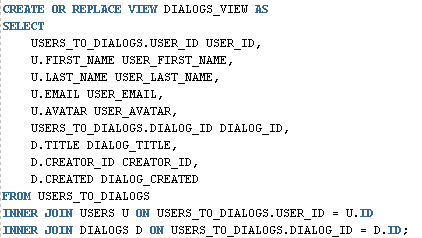 CREATE OR REPLACE VIEW DIALOGS_VIEW AS
SELECT
    USERS_TO_DIALOGS.USER_ID USER_ID,
    U.FIRST_NAME USER_FIRST_NAME,
    U.LAST_NAME USER_LAST_NAME,
    U.EMAIL USER_EMAIL,
    U.AVATAR USER_AVATAR,
    USERS_TO_DIALOGS.DIALOG_ID DIALOG_ID,
    D.TITLE DIALOG_TITLE,
    D.CREATOR_ID CREATOR_ID,
    D.CREATED DIALOG_CREATED
FROM USERS_TO_DIALOGS
INNER JOIN USERS U ON USERS_TO_DIALOGS.USER_ID = U.ID
INNER JOIN DIALOGS D ON USERS_TO_DIALOGS.DIALOG_ID = D.ID;